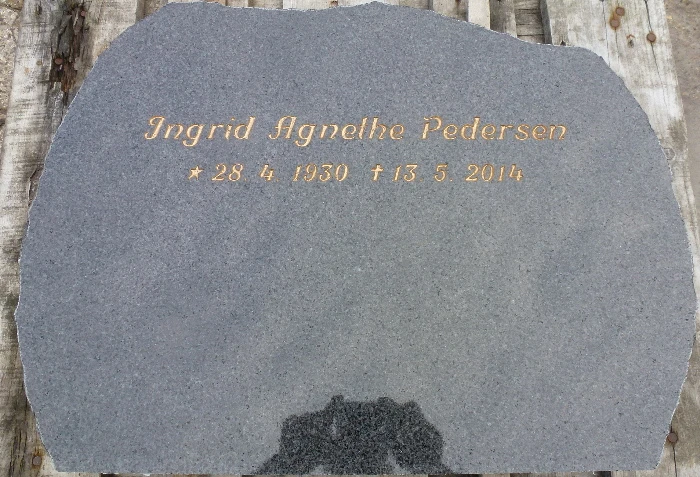 Ingrid Agnethe Pedersen
★ 28. 4. 1930 ✝ 13. 5. 2014